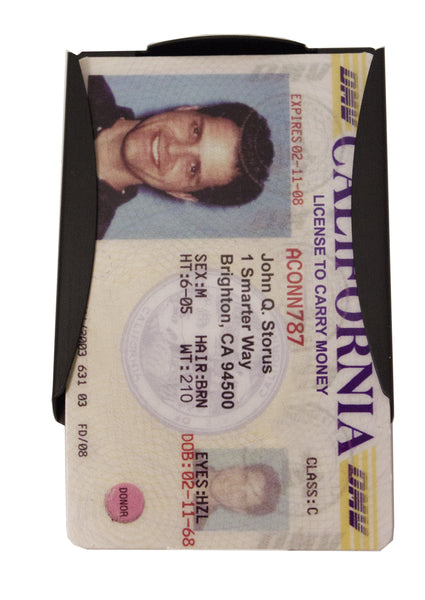 CALIFORNIA
DMV
DMV
LICENSE TO CARRY MONEY
EXPIRES 02-11-08
ACONN787
CLASS:C
John Q. Storus
1 Smarter Way
Brighton, CA 94500
SEX:M HAIR:BRN EYES:HZL
HT:6-05 WT:210 DOB:02-11-68
DONOR
2003 631 03 FD/08